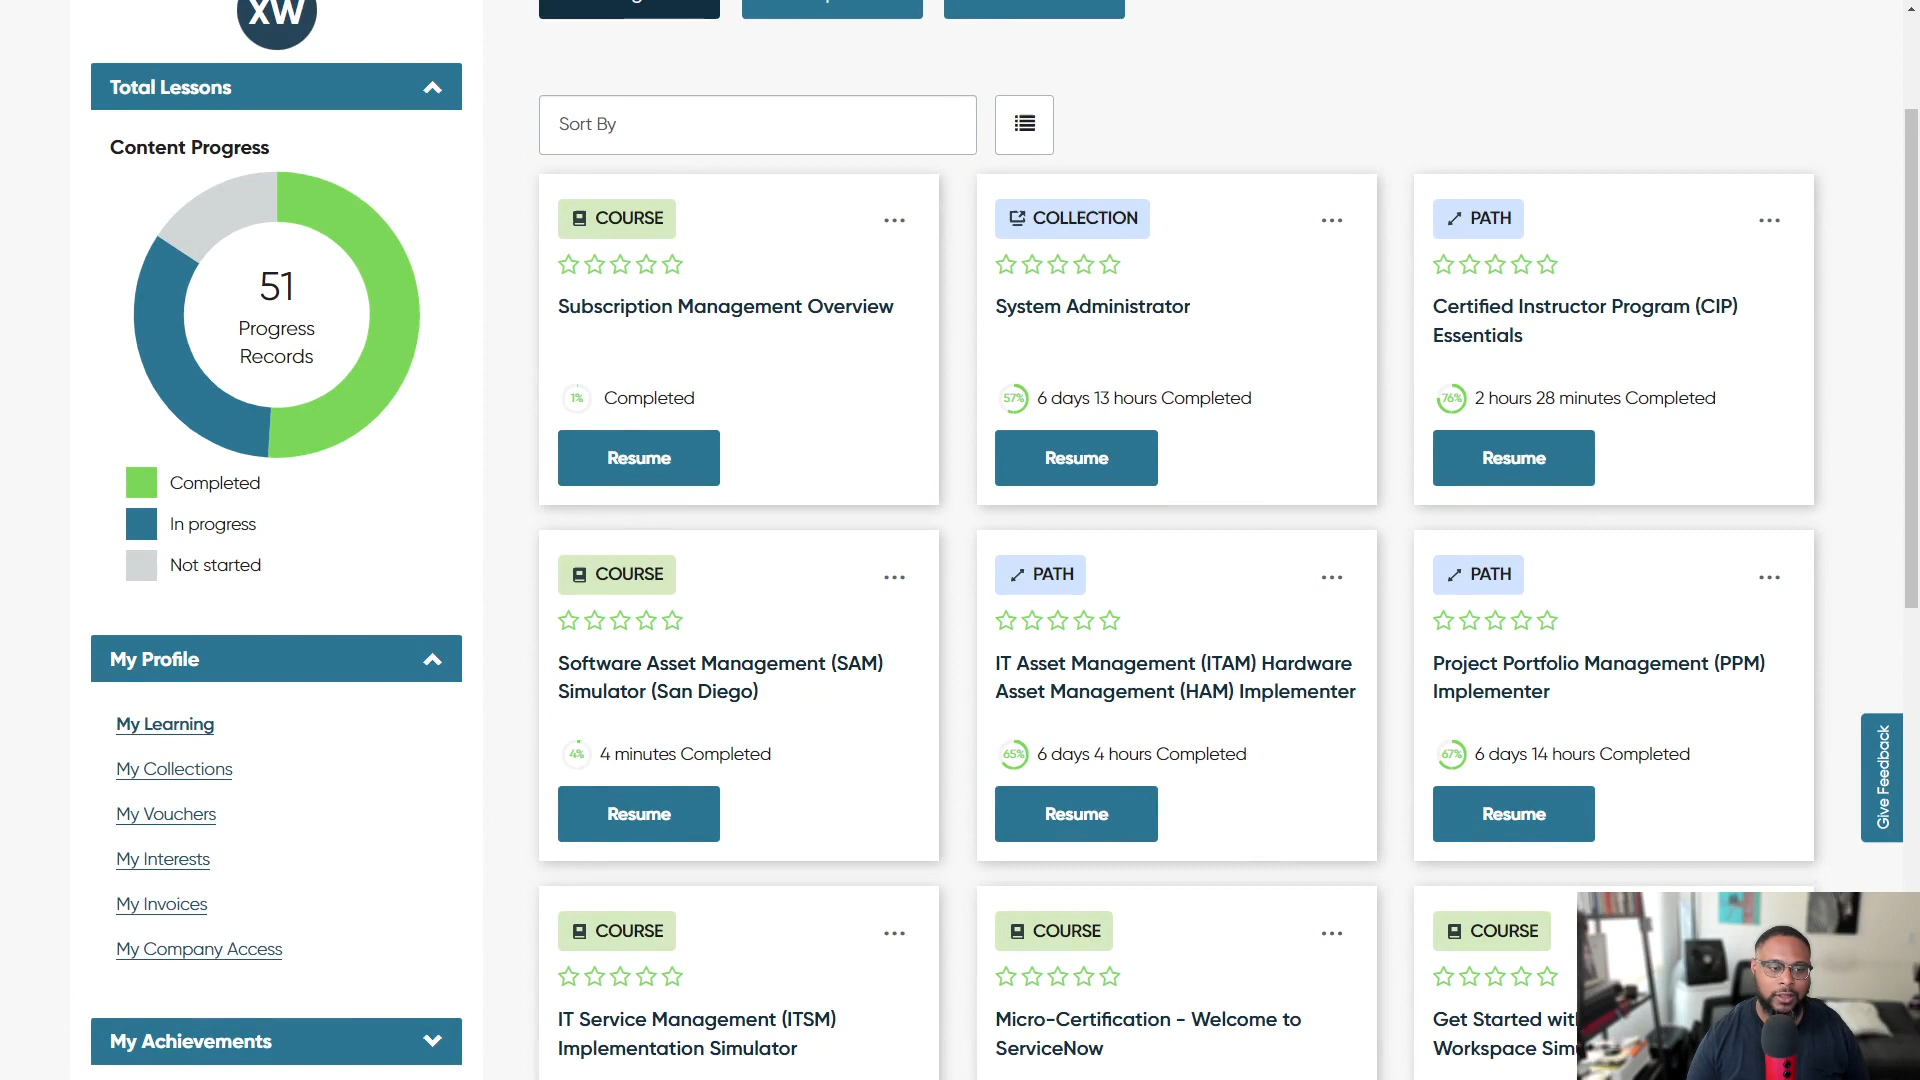 XW
Total Lessons
Content Progress
51
Progress
Records
Completed
In progress
Not started
My Profile
My Learning
My Collections
My Vouchers
My Interests
My Invoices
My Company Access
My Achievements
Sort By
COURSE
Subscription Management Overview
1% Completed
Resume
COLLECTION
System Administrator
57% 6 days 13 hours Completed
Resume
PATH
Certified Instructor Program (CIP)
Essentials
76% 2 hours 28 minutes Completed
Resume
COURSE
Software Asset Management (SAM)
Simulator (San Diego)
4% 4 minutes Completed
Resume
PATH
IT Asset Management (ITAM) Hardware
Asset Management (HAM) Implementer
65% 6 days 4 hours Completed
Resume
PATH
Project Portfolio Management (PPM)
Implementer
67% 6 days 14 hours Completed
Resume
COURSE
IT Service Management (ITSM)
Implementation Simulator
COURSE
Micro-Certification - Welcome to
ServiceNow
COURSE
Get Started
Workspace
Give Feedback